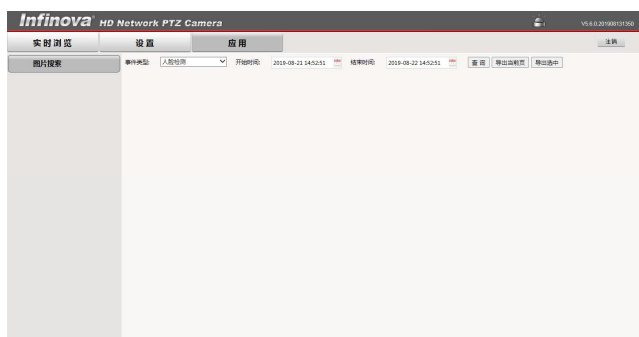 Infinova® HD Network PTZ Camera
V5.6.0.201908131350
实时浏览 设置 应用 注销
图片搜索 事件类型: 人脸检测 开始时间: 2019-08-21 14:52:51 结束时间: 2019-08-22 14:52:51 查询 导出当前页 导出选中